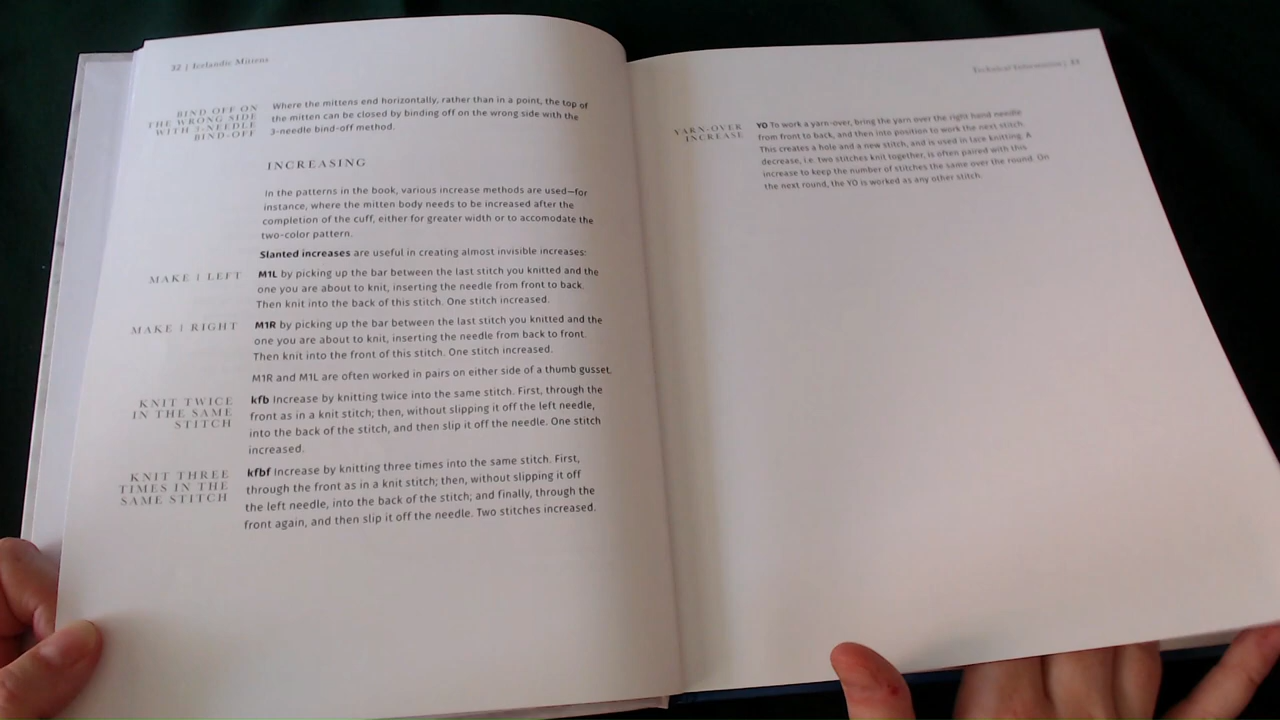 32 | Icelandic Mittens
BIND OFF ON
THE WRONG SIDE
WITH 3-NEEDLE
BIND-OFF
Where the mittens end horizontally, rather than in a point, the top of
the mitten can be closed by binding off on the wrong side with the
3-needle bind-off method.
INCREASING
In the patterns in the book, various increase methods are used—for
instance, where the mitten body needs to be increased after the
completion of the cuff, either for greater width or to accomodate the
two-color pattern.
Slanted increases are useful in creating almost invisible increases:
MAKE 1 LEFT
M1L by picking up the bar between the last stitch you knitted and the
one you are about to knit, inserting the needle from front to back.
Then knit into the back of this stitch. One stitch increased.
MAKE 1 RIGHT
M1R by picking up the bar between the last stitch you knitted and the
one you are about to knit, inserting the needle from back to front.
Then knit into the front of this stitch. One stitch increased.
M1R and M1L are often worked in pairs on either side of a thumb gusset.
KNIT TWICE
IN THE SAME
STITCH
kfb Increase by knitting twice into the same stitch. First, through the
front as in a knit stitch; then, without slipping it off the left needle,
into the back of the stitch, and then slip it off the needle. One stitch
increased.
KNIT THREE
TIMES IN THE
SAME STITCH
kfbf Increase by knitting three times into the same stitch. First,
through the front as in a knit stitch; then, without slipping it off
the left needle, into the back of the stitch; and finally, through the
front again, and then slip it off the needle. Two stitches increased.
Technical Information | 33
YARN-OVER
INCREASE
YO To work a yarn-over, bring the yarn over the right hand needle
from front to back, and then into position to work the next stitch.
This creates a hole and a new stitch, and is used in lace knitting. A
decrease, i.e. two stitches knit together, is often paired with this
increase to keep the number of stitches the same over the round. On
the next round, the YO is worked as any other stitch.